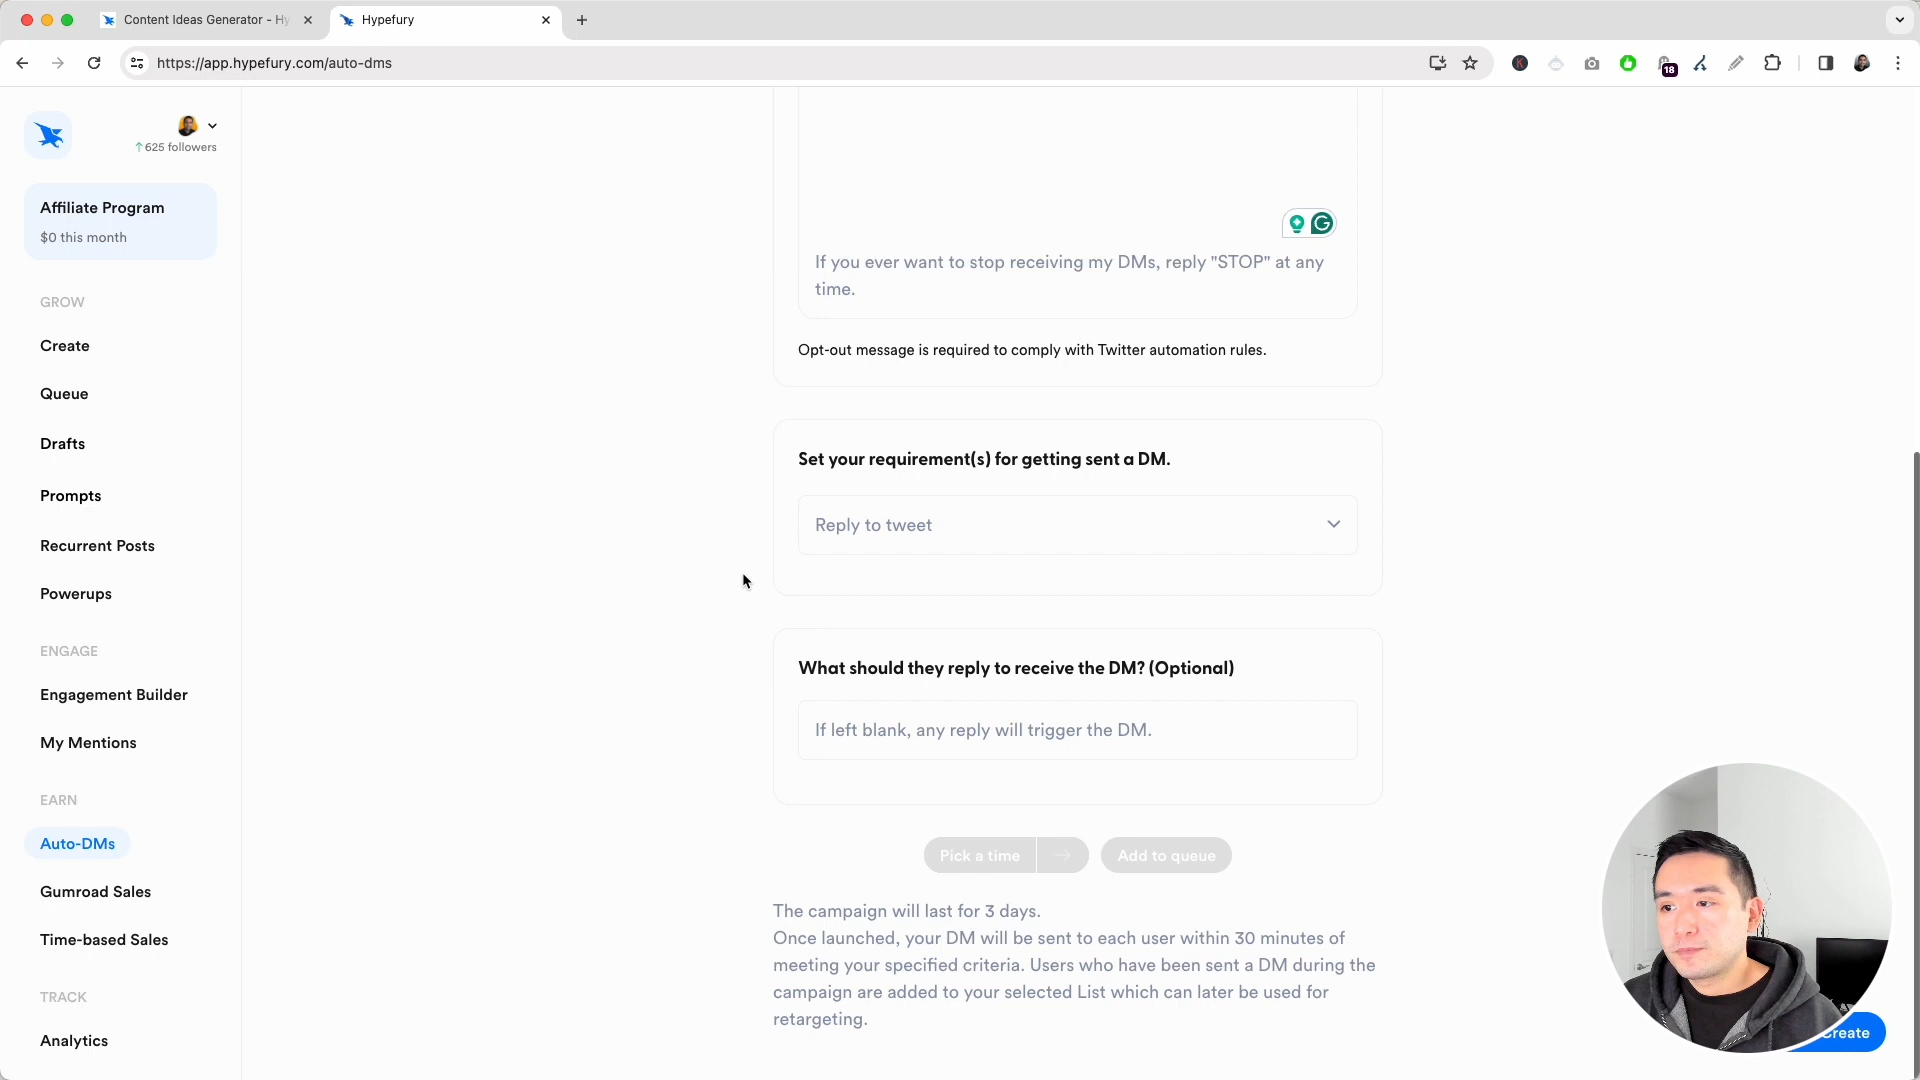 Content Ideas Generator - Hy
Hypefury
https://app.hypefury.com/auto-dms
18
↑625 followers
Affiliate Program
$0 this month
GROW
Create
Queue
Drafts
Prompts
Recurrent Posts
Powerups
ENGAGE
Engagement Builder
My Mentions
EARN
Auto-DMs
Gumroad Sales
Time-based Sales
TRACK
Analytics
If you ever want to stop receiving my DMs, reply "STOP" at any
time.
Opt-out message is required to comply with Twitter automation rules.
Set your requirement(s) for getting sent a DM.
Reply to tweet
What should they reply to receive the DM? (Optional)
If left blank, any reply will trigger the DM.
Pick a time
Add to queue
The campaign will last for 3 days.
Once launched, your DM will be sent to each user within 30 minutes of
meeting your specified criteria. Users who have been sent a DM during the
campaign are added to your selected List which can later be used for
retargeting.
Create